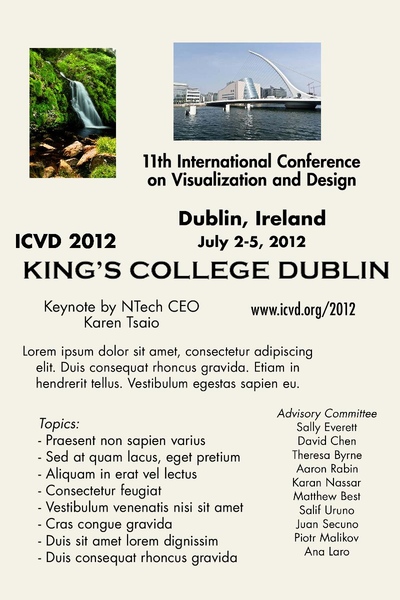 11th International Conference
on Visualization and Design
Dublin, Ireland
ICVD 2012
July 2-5, 2012
KING'S COLLEGE DUBLIN
Keynote by NTech CEO
Karen Tsaio
www.icvd.org/2012
Lorem ipsum dolor sit amet, consectetur adipiscing
elit. Duis consequat rhoncus gravida. Etiam in
hendrerit tellus. Vestibulum egestas sapien eu.
Topics:
- Praesent non sapien varius
- Sed at quam lacus, eget pretium
- Aliquam in erat vel lectus
- Consectetur feugiat
- Vestibulum venenatis nisi sit amet
- Cras congue gravida
- Duis sit amet lorem dignissim
- Duis consequat rhoncus gravida
Advisory Committee
Sally Everett
David Chen
Theresa Byrne
Aaron Rabin
Karan Nassar
Matthew Best
Salif Uruno
Juan Secuno
Piotr Malikov
Ana Laro